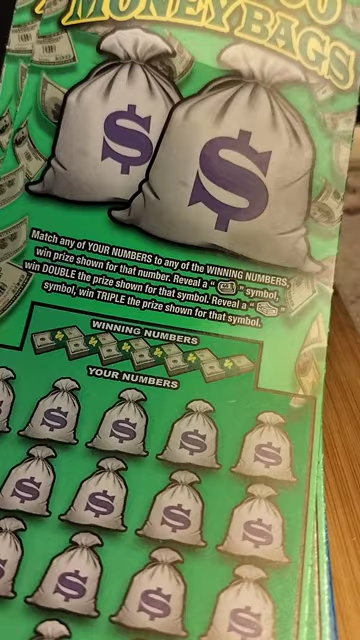 00
MONEYBAGS
$ $
Match any of YOUR NUMBERS to any of the WINNING NUMBERS,
win prize shown for that number. Reveal a " " symbol,
win DOUBLE the prize shown for that symbol. Reveal a " "
symbol, win TRIPLE the prize shown for that symbol.
WINNING NUMBERS
YOUR NUMBERS
$ $ $ $
$ $ $ $
$ $ $